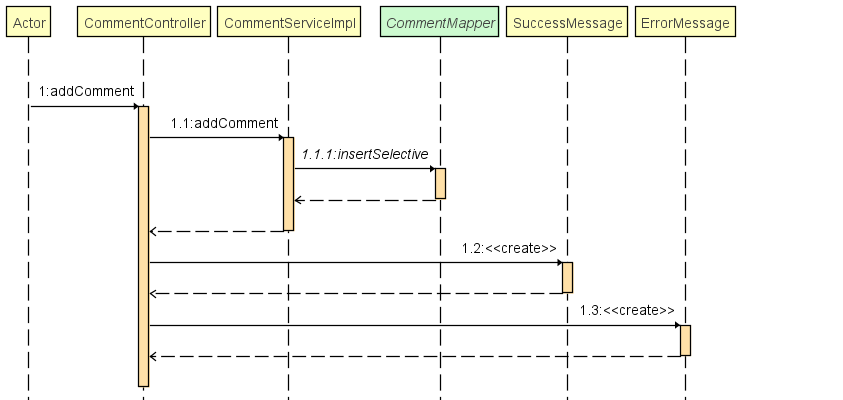 Actor
CommentController
CommentServiceImpl
CommentMapper
SuccessMessage
ErrorMessage
1:addComment
1.1:addComment
1.1.1:insertSelective
1.2:<<create>>
1.3:<<create>>